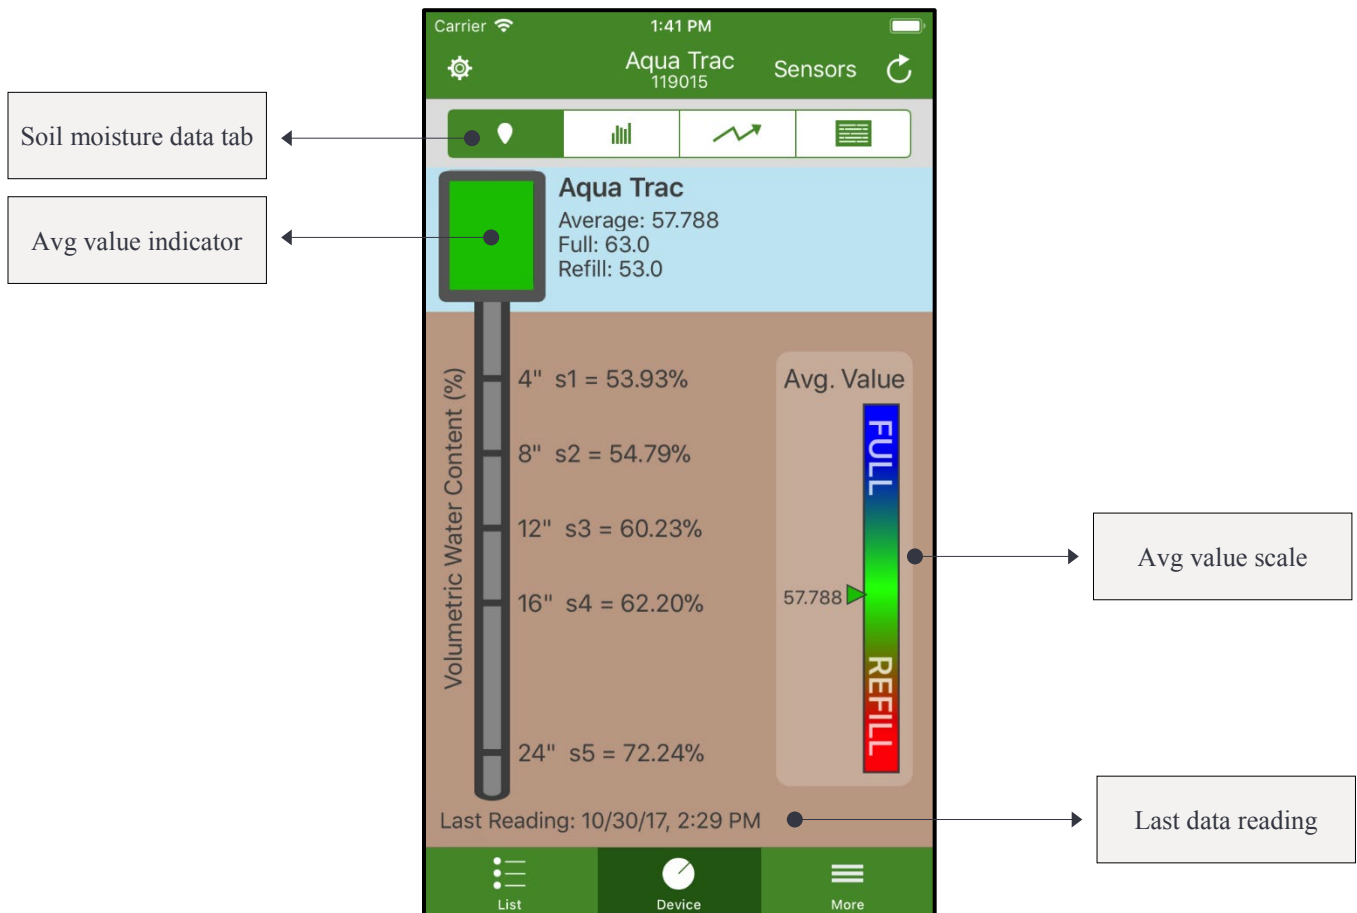 Carrier
1:41 PM
Aqua Trac
119015
Sensors
Soil moisture data tab
Avg value indicator
Aqua Trac
Average: 57.788
Full: 63.0
Refill: 53.0
Volumetric Water Content (%)
4" s1 = 53.93%
8" s2 = 54.79%
12" s3 = 60.23%
16" s4 = 62.20%
24" s5 = 72.24%
Avg. Value
FULL
57.788
REFILL
Avg value scale
Last Reading: 10/30/17, 2:29 PM
Last data reading
List
Device
More